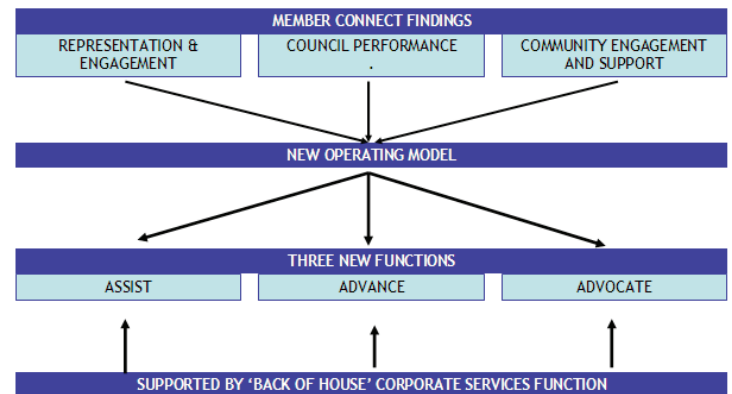 MEMBER CONNECT FINDINGS
REPRESENTATION &
ENGAGEMENT
COUNCIL PERFORMANCE
.
COMMUNITY ENGAGEMENT
AND SUPPORT
NEW OPERATING MODEL
THREE NEW FUNCTIONS
ASSIST
ADVANCE
ADVOCATE
SUPPORTED BY ‘BACK OF HOUSE’ CORPORATE SERVICES FUNCTION